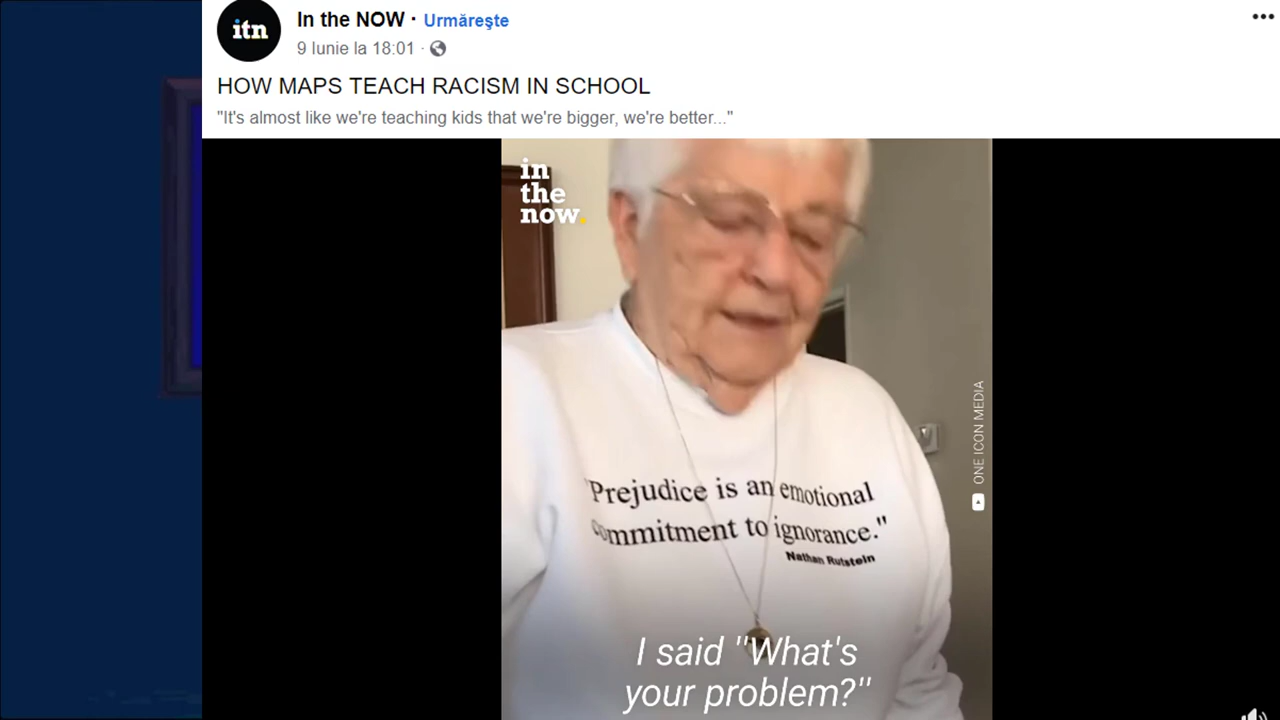 itn
In the NOW · Urmărește
9 Iunie la 18:01 ·
HOW MAPS TEACH RACISM IN SCHOOL
"It's almost like we're teaching kids that we're bigger, we're better..."
in
the
now.
"Prejudice is an emotional
commitment to ignorance."
Nathan Rutstein
ONE ICON MEDIA
I said "What's
your problem?"